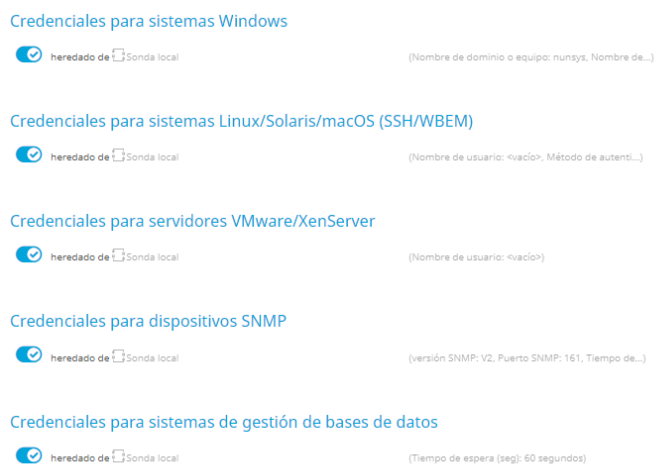 Credenciales para sistemas Windows
heredado de Sonda local (Nombre de dominio o equipo: nunsys, Nombre de...)
Credenciales para sistemas Linux/Solaris/macOS (SSH/WBEM)
heredado de Sonda local (Nombre de usuario: <vacío>, Método de autenti...)
Credenciales para servidores VMware/XenServer
heredado de Sonda local (Nombre de usuario: <vacío>)
Credenciales para dispositivos SNMP
heredado de Sonda local (versión SNMP: V2, Puerto SNMP: 161, Tiempo de...)
Credenciales para sistemas de gestión de bases de datos
heredado de Sonda local (Tiempo de espera (seg): 60 segundos)